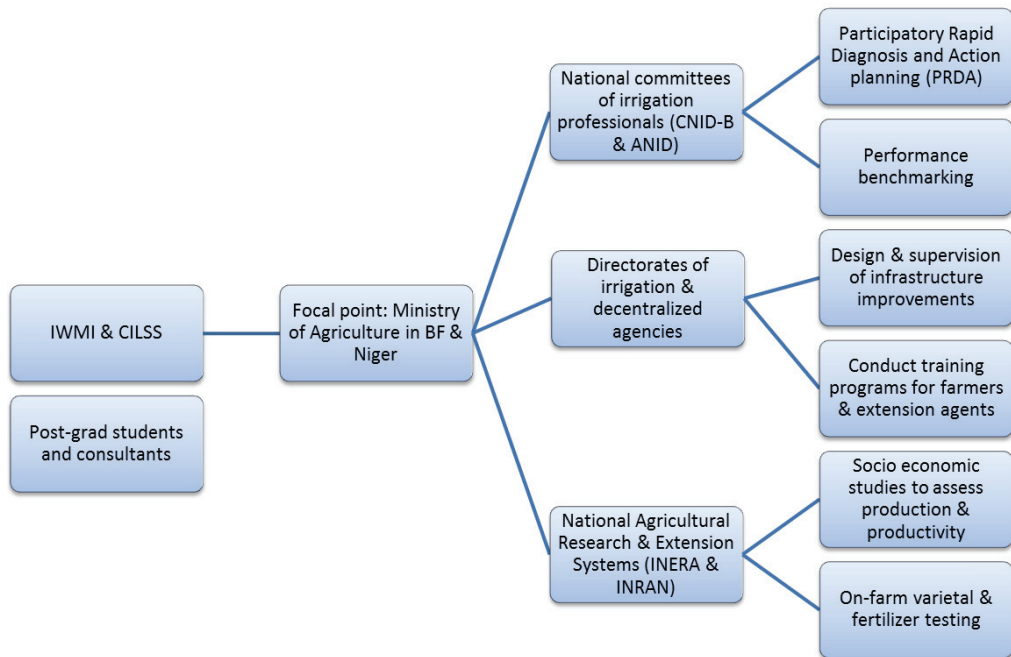 IWMI & CILSS
Post-grad students
and consultants
Focal point: Ministry
of Agriculture in BF &
Niger
National committees
of irrigation
professionals (CNID-B
& ANID)
Participatory Rapid
Diagnosis and Action
planning (PRDA)
Performance
benchmarking
Directorates of
irrigation &
decentralized
agencies
Design & supervision
of infrastructure
improvements
Conduct training
programs for farmers
& extension agents
National Agricultural
Research & Extension
Systems (INERA &
INRAN)
Socio economic
studies to assess
production &
productivity
On-farm varietal &
fertilizer testing